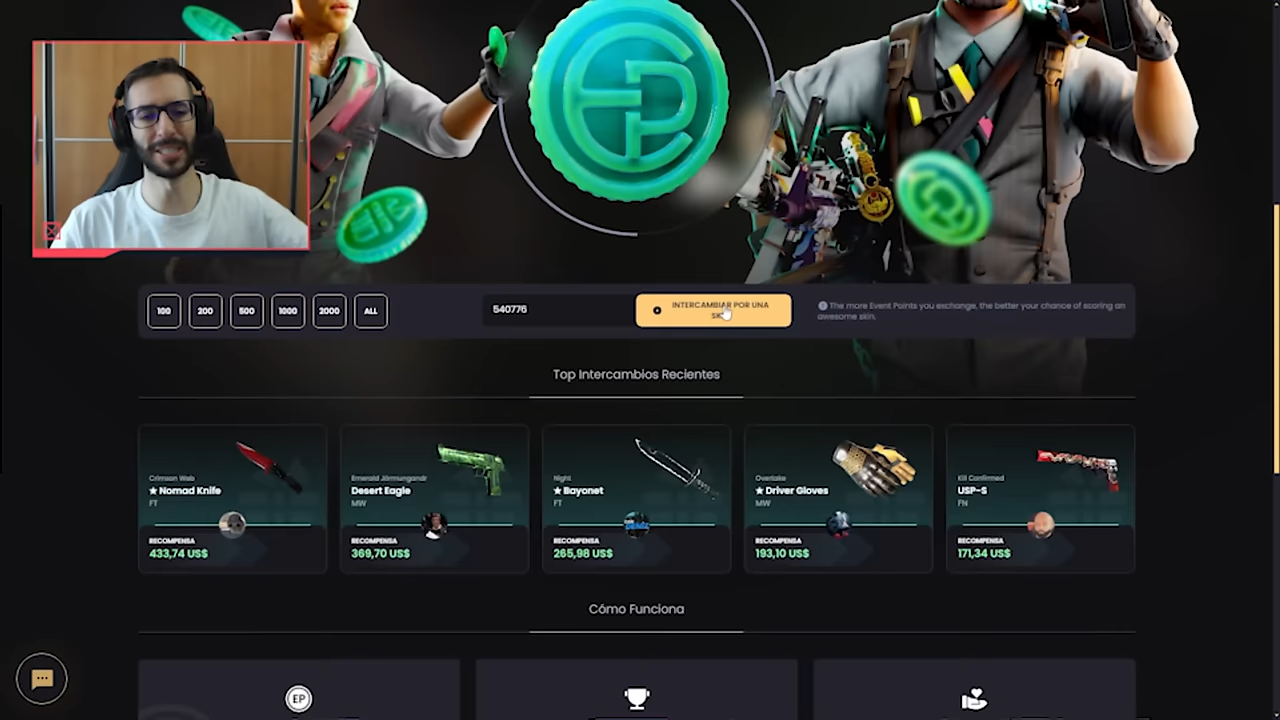 100
200
500
1000
2000
ALL
540776
INTERCAMBIAR POR UNA
The more Event Points you exchange, the better your chance of scoring an
awesome skin.
Top Intercambios Recientes
Crimson Web
★ Nomad Knife
FT
RECOMPENSA
433,74 US$
Emerald Jörmungandr
Desert Eagle
MW
RECOMPENSA
369,70 US$
Night
★ Bayonet
FT
RECOMPENSA
265,98 US$
Overtake
★ Driver Gloves
MW
RECOMPENSA
193,10 US$
Kill Confirmed
USP-S
FN
RECOMPENSA
171,34 US$
Cómo Funciona
EP